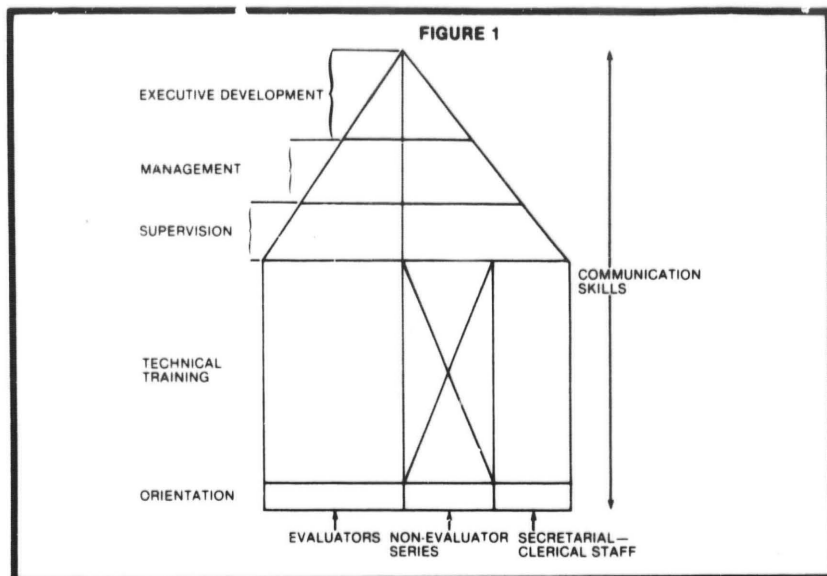 FIGURE 1
EXECUTIVE DEVELOPMENT
MANAGEMENT
SUPERVISION
COMMUNICATION
SKILLS
TECHNICAL
TRAINING
ORIENTATION
EVALUATORS
NON-EVALUATOR
SERIES
SECRETARIAL—
CLERICAL STAFF